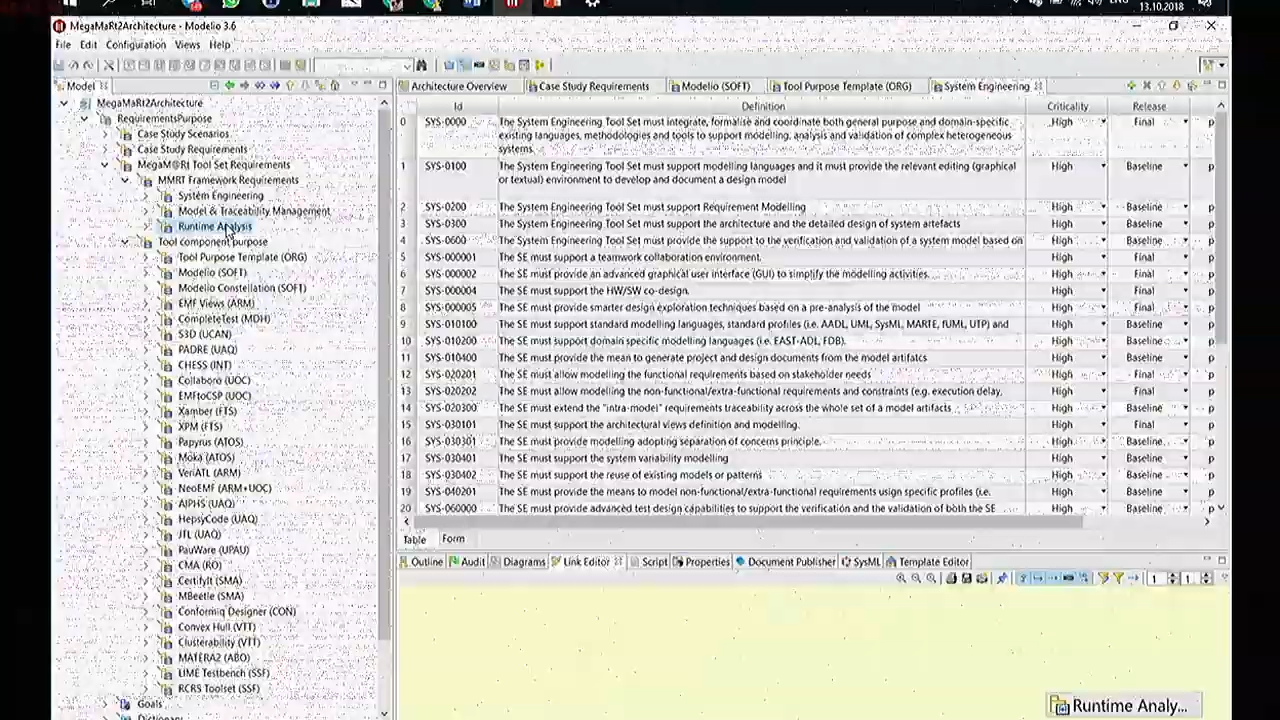 13.10.2018
MegaMaRt2Architecture - Modelio 3.6
File Edit Configuration Views Help
Model
MegaMaRt2Architecture
RequirementsPurpose
Case Study Scenarios
Case Study Requirements
MegaM@Rt Tool Set Requirements
MMRT Framework Requirements
System Engineering
Model & Traceability Management
Runtime Analysis
Tool component purpose
Tool Purpose Template (ORG)
Modelio (SOFT)
Modelio Constellation (SOFT)
EMF Views (ARM)
CompleteTest (MDH)
S3D (UCAN)
PADRE (UAQ)
CHESS (INT)
Collaboro (UOC)
EMFtoCSP (UOC)
Xamber (FTS)
XPM (FTS)
Papyrus (ATOS)
Moka (ATOS)
VeriATL (ARM)
NeoEMF (ARM+UOC)
AIPHS (UAQ)
HepsyCode (UAQ)
JTL (UAQ)
PauWare (UPAU)
CMA (RO)
CertifyIt (SMA)
MBeetle (SMA)
Conformiq Designer (CON)
Convex Hull (VTT)
Clusterability (VTT)
MATERA2 (ABO)
LIME Testbench (SSF)
RCRS Toolset (SSF)
Goals
Dictionary
Architecture Overview Case Study Requirements Modelio (SOFT) Tool Purpose Template (ORG) System Engineering
Id Definition Criticality Release
0 SYS-0000 The System Engineering Tool Set must integrate, formalise and coordinate both general purpose and domain-specific High Final
existing languages, methodologies and tools to support modelling, analysis and validation of complex heterogeneous
systems.
1 SYS-0100 The System Engineering Tool Set must support modelling languages and it must provide the relevant editing (graphical High Baseline p
or textual) environment to develop and document a design model
2 SYS-0200 The System Engineering Tool Set must support Requirement Modelling High Baseline p
3 SYS-0300 The System Engineering Tool Set must support the architecture and the detailed design of system artefacts High Baseline p
4 SYS-0600 The System Engineering Tool Set must provide the support to the verification and validation of a system model based on High Baseline p
5 SYS-000001 The SE must support a teamwork collaboration environment. High Final p
6 SYS-000002 The SE must provide an advanced graphical user interface (GUI) to simplify the modelling activities. High Final p
7 SYS-000004 The SE must support the HW/SW co-design. High Final p
8 SYS-000005 The SE must provide smarter design exploration techniques based on a pre-analysis of the model High Final p
9 SYS-010100 The SE must support standard modelling languages, standard profiles (i.e. AADL, UML, SysML, MARTE, fUML, UTP) and High Baseline p
10 SYS-010200 The SE must support domain specific modelling languages (i.e. EAST-ADL, FDB). High Baseline p
11 SYS-010400 The SE must provide the mean to generate project and design documents from the model artifatcs High Baseline p
12 SYS-020201 The SE must allow modelling the functional requirements based on stakeholder needs High Baseline p
13 SYS-020202 The SE must allow modelling the non-functional/extra-functional requirements and constraints (e.g. execution delay, High Final p
14 SYS-020300 The SE must extend the "intra-model" requirements traceability across the whole set of a model artifacts High Baseline p
15 SYS-030101 The SE must support the architectural views definition and modelling. High Final p
16 SYS-030301 The SE must provide modelling adopting separation of concerns principle. High Baseline p
17 SYS-030401 The SE must support the system variability modelling High Baseline p
18 SYS-030402 The SE must support the reuse of existing models or patterns High Baseline p
19 SYS-040201 The SE must provide the means to model non-functional/extra-functional requirements usign specific profiles (i.e. High Baseline p
20 SYS-060000 The SE must provide advanced test design capabilities to support the verification and the validation of both the SE High Baseline p
Table Form
Outline Audit Diagrams Link Editor Script Properties Document Publisher SysML Template Editor
1 1
Runtime Analy...